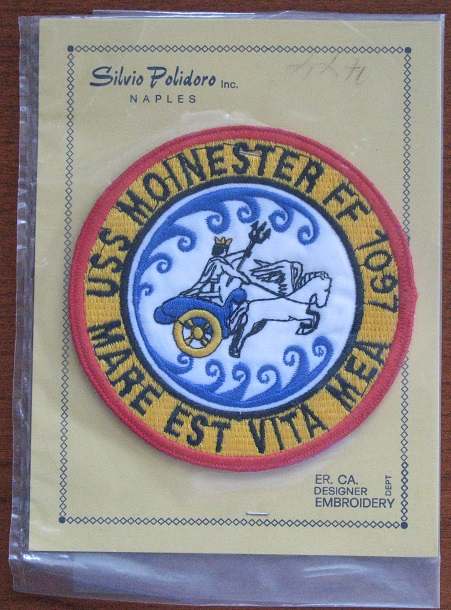 Silvio Polidoro Inc.
NAPLES
USS MOINESTER FF 1097
MARE EST VITA MEA
ER. CA.
DESIGNER
EMBROIDERY DEPT